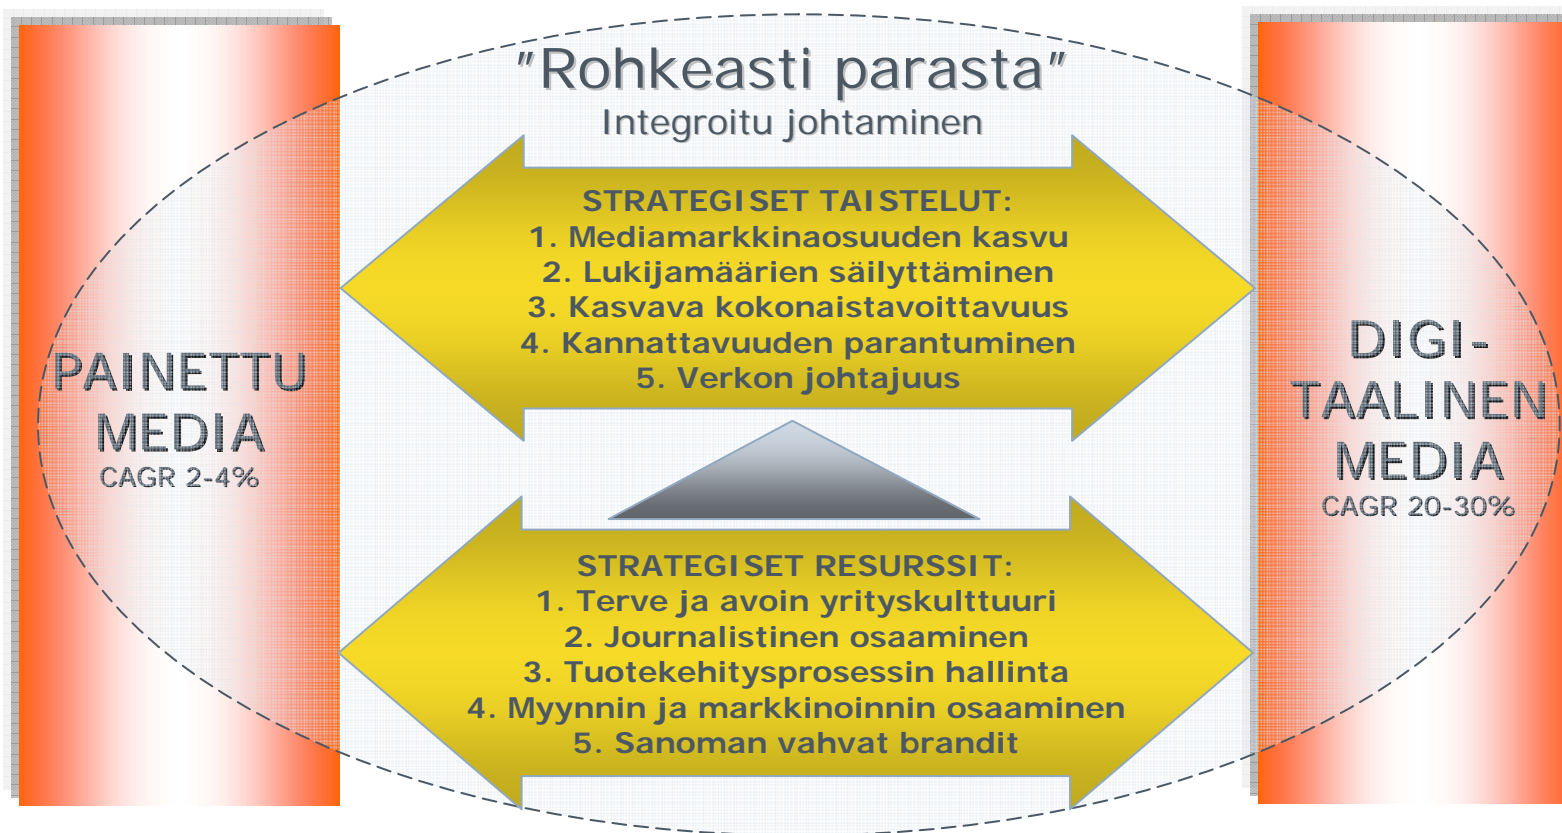 "Rohkeasti parasta"
Integroitu johtaminen
STRATEGISET TAISTELUT:
1. Mediamarkkinaosuuden kasvu
2. Lukijamäärien säilyttäminen
3. Kasvava kokonaistavoittavuus
4. Kannattavuuden parantuminen
5. Verkon johtajuus
PAINETTU
MEDIA
CAGR 2-4%
DIGI-
TAALINEN
MEDIA
CAGR 20-30%
STRATEGISET RESURSSIT:
1. Terve ja avoin yrityskulttuuri
2. Journalistinen osaaminen
3. Tuotekehitysprosessin hallinta
4. Myynnin ja markkinoinnin osaaminen
5. Sanoman vahvat brandit